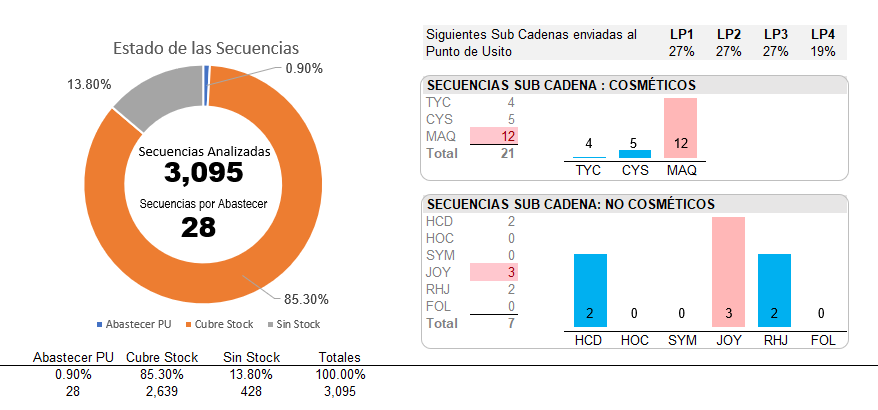 Estado de las Secuencias
0.90%
13.80%
Secuencias Analizadas
3,095
Secuencias por Abastecer
28
85.30%
Abastecer PU Cubre Stock Sin Stock
Abastecer PU Cubre Stock Sin Stock Totales
0.90% 85.30% 13.80% 100.00%
28 2,639 428 3,095
Siguientes Sub Cadenas enviadas al LP1 LP2 LP3 LP4
Punto de Usito 27% 27% 27% 19%
SECUENCIAS SUB CADENA : COSMÉTICOS
TYC 4
CYS 5
MAQ 12
Total 21
4 5 12
TYC CYS MAQ
SECUENCIAS SUB CADENA: NO COSMÉTICOS
HCD 2
HOC 0
SYM 0
JOY 3
RHJ 2
FOL 0
Total 7
2 0 0 3 2 0
HCD HOC SYM JOY RHJ FOL